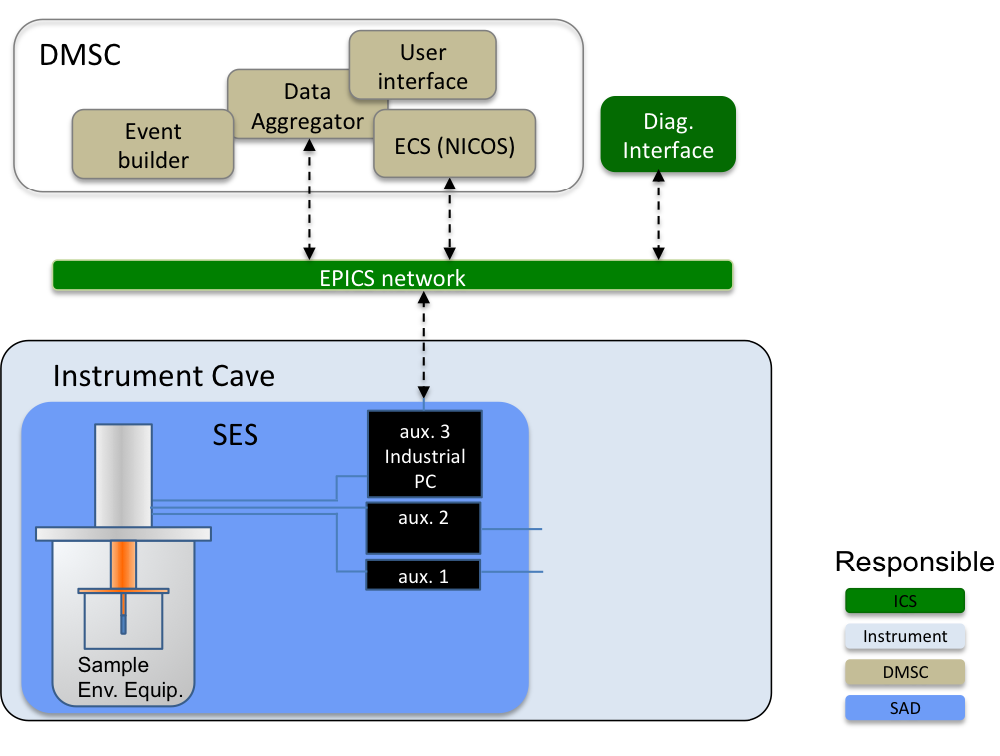 DMSC
User
interface
Data
Aggregator
Event
builder
ECS (NICOS)
Diag.
Interface
EPICS network
Instrument Cave
SES
aux. 3
Industrial
PC
aux. 2
aux. 1
Sample
Env. Equip.
Responsible
ICS
Instrument
DMSC
SAD